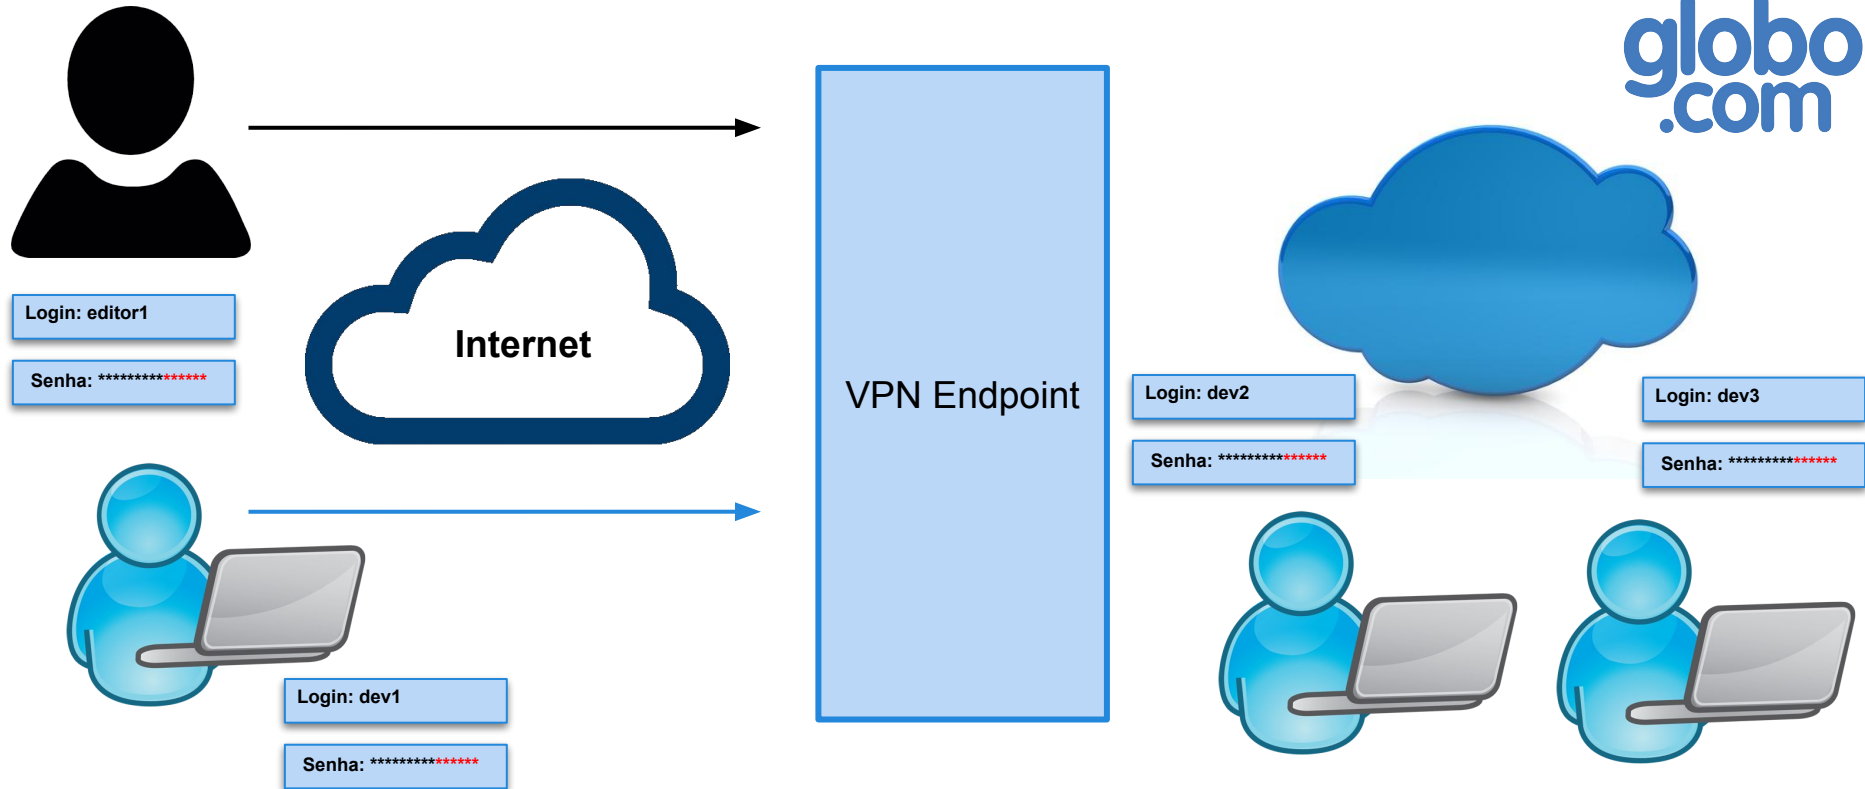 globo
.com
Login: editor1
Senha: ***************
Internet
VPN Endpoint
Login: dev2
Senha: ***************
Login: dev3
Senha: ***************
Login: dev1
Senha: ***************